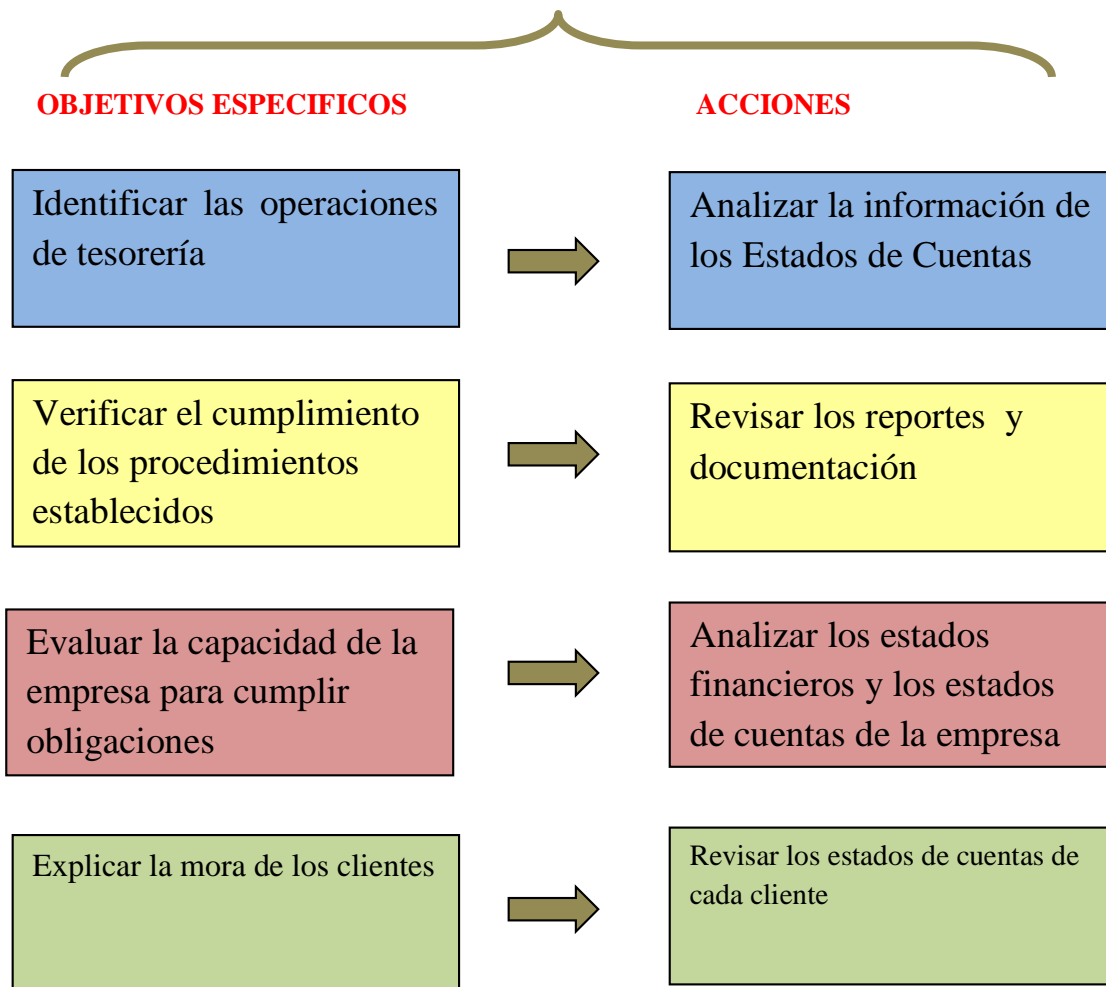 OBJETIVOS ESPECIFICOS
ACCIONES
Identificar las operaciones
de tesorería
Analizar la información de
los Estados de Cuentas
Verificar el cumplimiento
de los procedimientos
establecidos
Revisar los reportes y
documentación
Evaluar la capacidad de la
empresa para cumplir
obligaciones
Analizar los estados
financieros y los estados
de cuentas de la empresa
Explicar la mora de los clientes
Revisar los estados de cuentas de
cada cliente